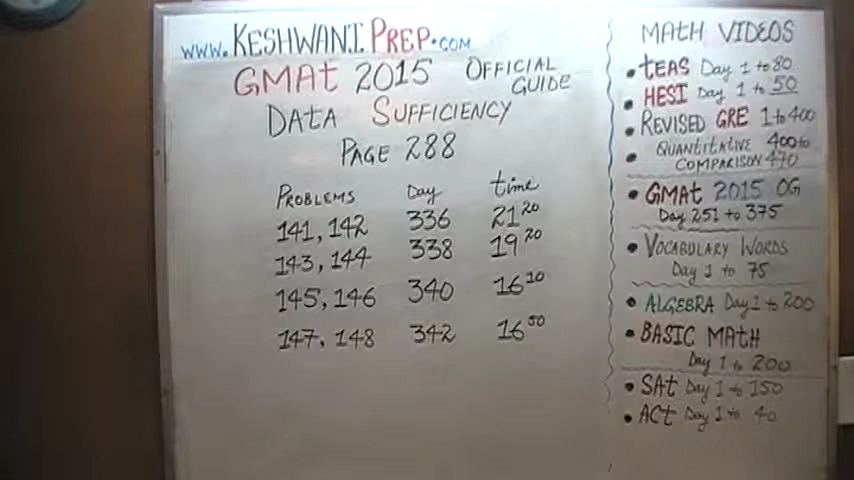 www.KESHWANIPREP.COM
GMAt 2015 OFFICIAL GUIDE
DATA SUFFICIENCY
PAGE 288
PROBLEMS Day time
141, 142 336 21 20
143, 144 338 19 20
145, 146 340 16 10
147, 148 342 16 50
MATH VIDEOS
• tEAS Day 1 to 80
• HESI Day 1 to 50
• REVISED GRE 1 to 400
• QUANTITATIVE 400 to
COMPARISON 470
• GMAt 2015 OG
Day 251 to 375
• VOCABULARY WORDS
Day 1 to 75
• ALGEBRA Day 1 to 200
• BASIC MATH
Day 1 to 200
• SAt Day 1 to 150
• ACt Day 1 to 40